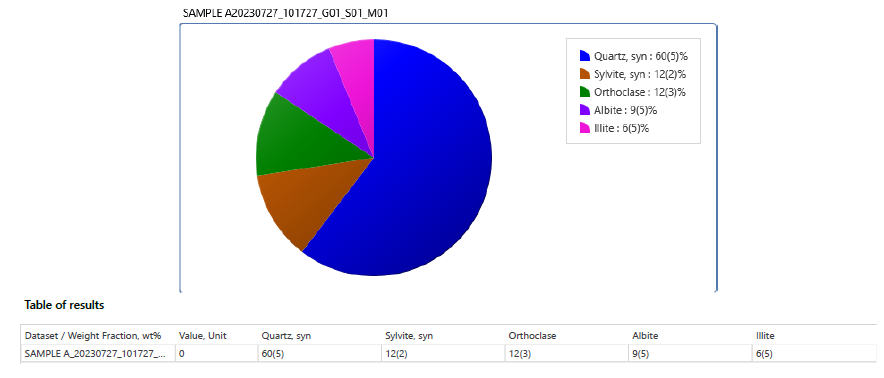 SAMPLE A20230727_101727_G01_S01_M01
Quartz, syn : 60(5)%
Sylvite, syn : 12(2)%
Orthoclase : 12(3)%
Albite : 9(5)%
Illite : 6(5)%
Table of results
Dataset / Weight Fraction, wt% Value, Unit Quartz, syn Sylvite, syn Orthoclase Albite Illite
SAMPLE A_20230727_101727_... 0 60(5) 12(2) 12(3) 9(5) 6(5)